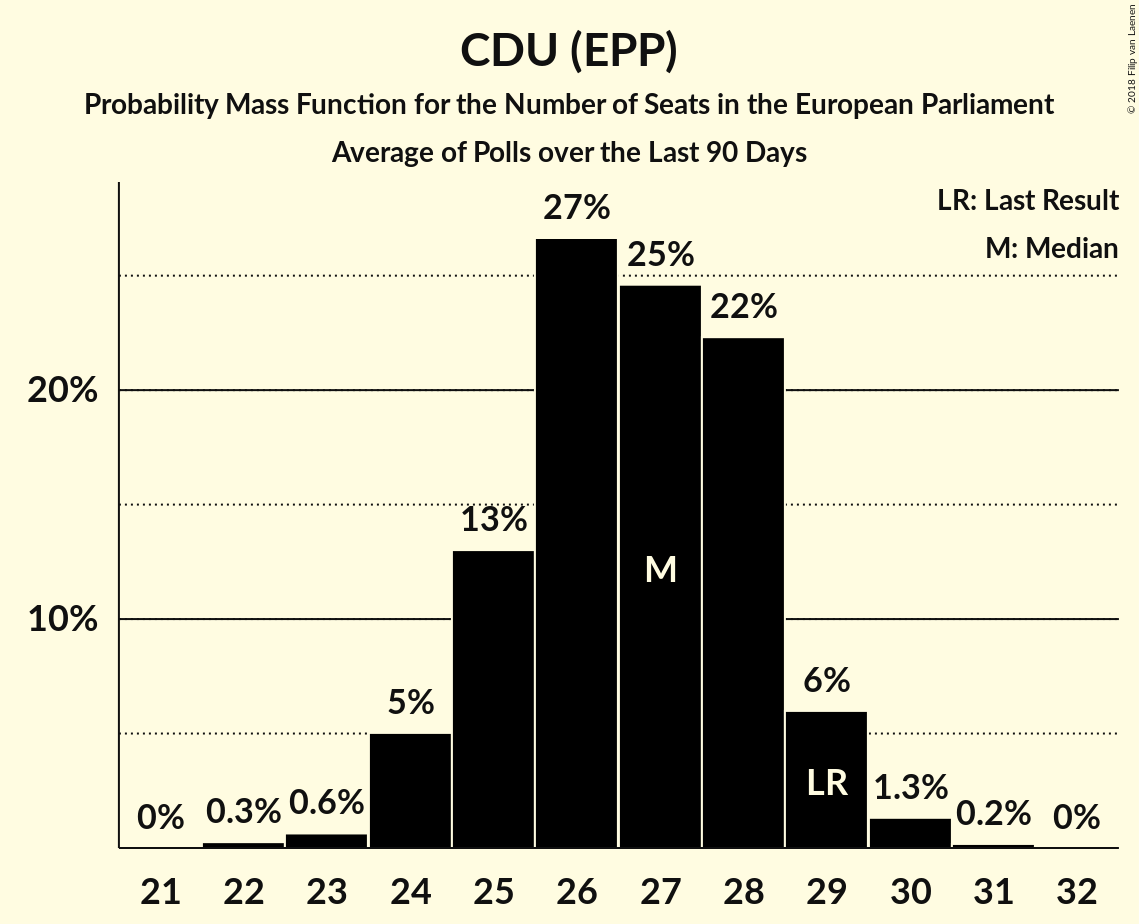 © 2018 Filip van Laenen
CDU (EPP)
Probability Mass Function for the Number of Seats in the European Parliament
Average of Polls over the Last 90 Days
LR: Last Result
M: Median
27%
25%
22%
20%
13%
M
10%
6%
5%
LR
1.3%
0.6%
0.3%
0.2%
0%
0%
21 22 23 24 25 26 27 28 29 30 31 32